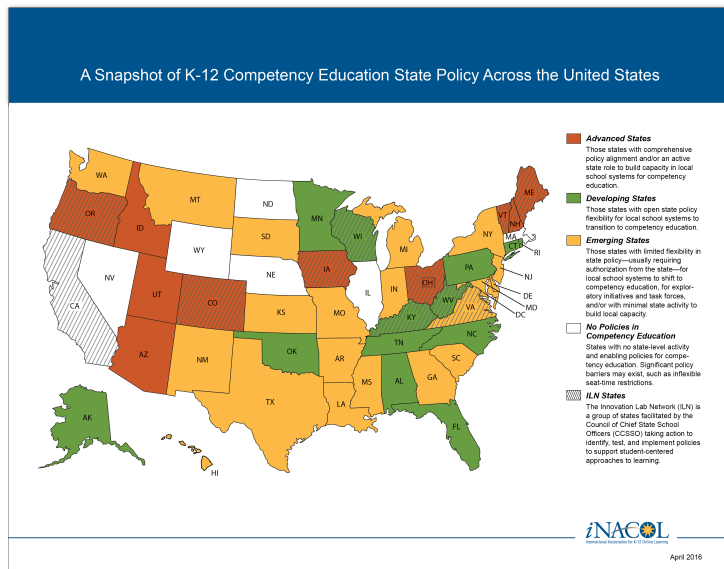 A Snapshot of K-12 Competency Education State Policy Across the United States
Advanced States
Those states with comprehensive
policy alignment and/or an active
state role to build capacity in local
school systems for competency
education.
Developing States
Those states with open state policy
flexibility for local school systems to
transition to competency education.
Emerging States
Those states with limited flexibility in
state policy—usually requiring
authorization from the state—for
local school systems to shift to
competency education, for explor-
atory initiatives and task forces,
and/or with minimal state activity to
build local capacity.
No Policies in
Competency Education
States with no state-level activity
and enabling policies for compe-
tency education. Significant policy
barriers may exist, such as inflexible
seat-time restrictions.
ILN States
The Innovation Lab Network (ILN) is
a group of states facilitated by the
Council of Chief State School
Officers (CCSSO) taking action to
identify, test, and implement policies
to support student-centered
approaches to learning.
WA
OR
ID
MT
ND
MN
WI
MI
NY
VT
NH
ME
MA
CT
RI
WY
SD
NE
IA
IL
IN
OH
PA
NJ
DE
MD
DC
CA
NV
UT
CO
KS
MO
KY
WV
VA
AZ
NM
OK
AR
TN
NC
SC
TX
LA
MS
AL
GA
FL
AK
HI
iNACOL
International Association for K-12 Online Learning
April 2016